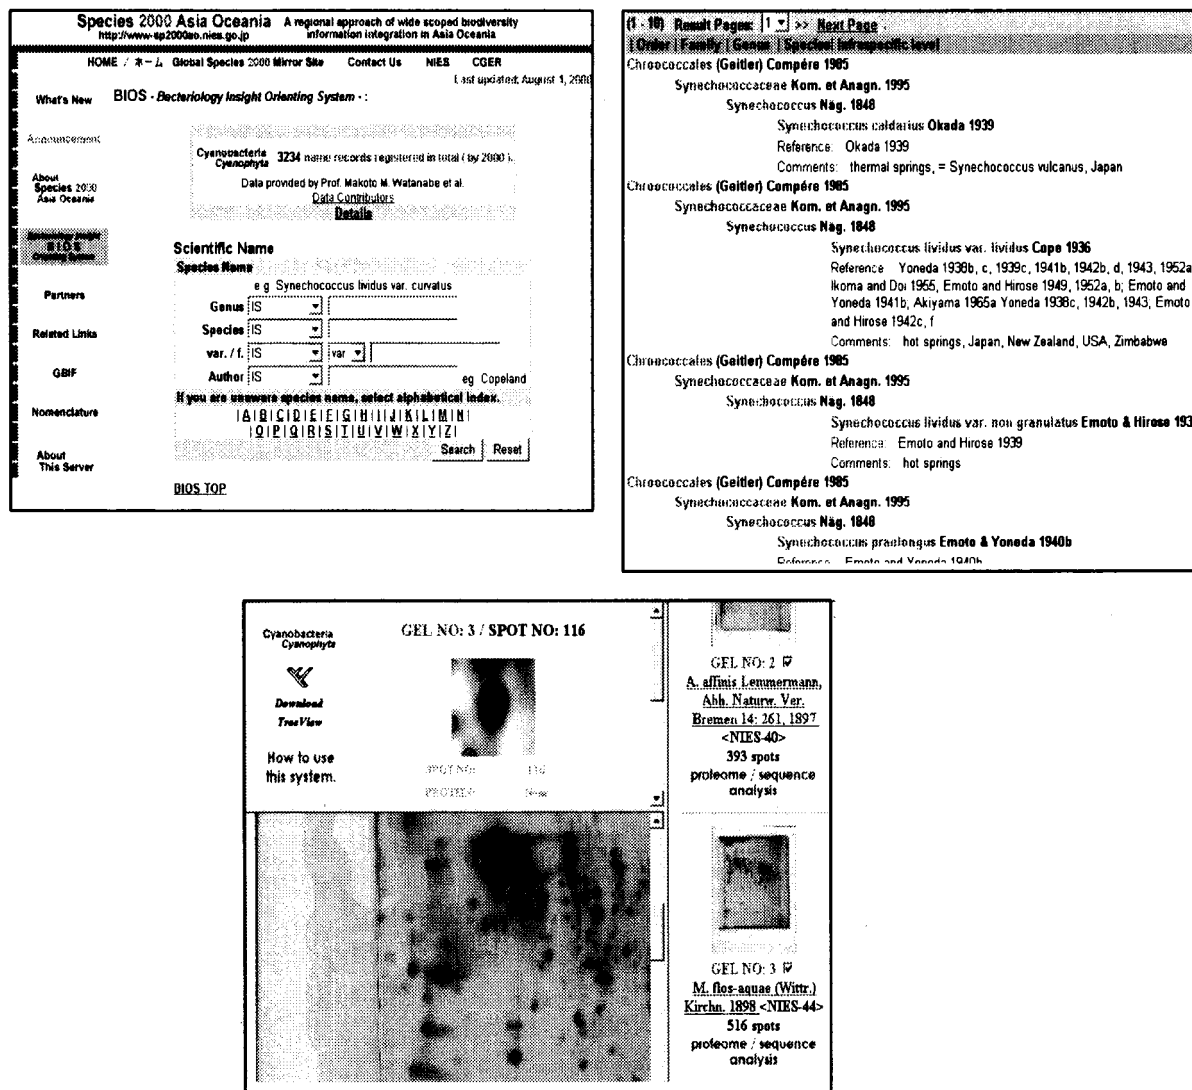 Species 2000 Asia Oceania A regional approach of wide scoped biodiversity
http://www-sp2000ao.nies.go.jp information integration in Asia Oceania
HOME / ホーム Global Species 2000 Mirror Site Contact Us NIES CGER
Last updated; August 1, 2000
What's New BIOS - Bacteriology Insight Orienting System - :
Announcement
Cyanobacteria
Cyanophyta 3234 name records registered in total ( by 2000 ).
About
Species 2000
Asia Oceania
Data provided by Prof. Makoto M. Watanabe et al.
Data Contributors
Details
Bacteriology Insight
BIOS
Orienting System
Scientific Name
Species Name
e g Synechococcus lividus var. curvatus
Partners
Genus IS
Related Links
Species IS
var. / f. IS var
GBIF
Author IS eg Copeland
If you are unaware species name, select alphabetical index.
Nomenclature
|A|B|C|D|E|F|G|H|I|J|K|L|M|N|
|O|P|Q|R|S|T|U|V|W|X|Y|Z|
Search Reset
About
This Server
BIOS TOP
(1 - 10) Result Pages: 1 >> Next Page
| Order | Family | Genus | Species| infraspecific level
Chroococcales (Geitler) Compére 1985
Synechococcaceae Kom. et Anagn. 1995
Synechococcus Näg. 1848
Synechococcus caldarius Okada 1939
Reference: Okada 1939
Comments: thermal springs, = Synechococcus vulcanus, Japan
Chroococcales (Geitler) Compére 1985
Synechococcaceae Kom. et Anagn. 1995
Synechococcus Näg. 1848
Synechococcus lividus var. lividus Cope 1936
Reference Yoneda 1938b, c, 1939c, 1941b, 1942b, d, 1943, 1952a
Ikoma and Doi 1955, Emoto and Hirose 1949, 1952a, b; Emoto and
Yoneda 1941b; Akiyama 1965a Yoneda 1938c, 1942b, 1943; Emoto
and Hirose 1942c, f
Comments: hot springs, Japan, New Zealand, USA, Zimbabwe
Chroococcales (Geitler) Compére 1985
Synechococcaceae Kom. et Anagn. 1995
Synechococcus Näg. 1848
Synechococcus lividus var. non granulatus Emoto & Hirose 193
Reference: Emoto and Hirose 1939
Comments: hot springs
Chroococcales (Geitler) Compére 1985
Synechococcaceae Kom. et Anagn. 1995
Synechococcus Näg. 1848
Synechococcus praelongus Emoto & Yoneda 1940b
Reference Emoto and Yoneda 1940b
Cyanobacteria
Cyanophyta
Download
TreeView
How to use
this system.
GEL NO: 3 / SPOT NO: 116
SPOT NO: 116
GEL NO: 2
A. affinis Lemmermann,
Abh. Naturw. Ver.
Bremen 14: 261, 1897
<NIES-40>
393 spots
proteome / sequence
analysis
GEL NO: 3
M. flos-aquae (Wittr.)
Kirchn. 1898 <NIES-44>
516 spots
proteome / sequence
analysis